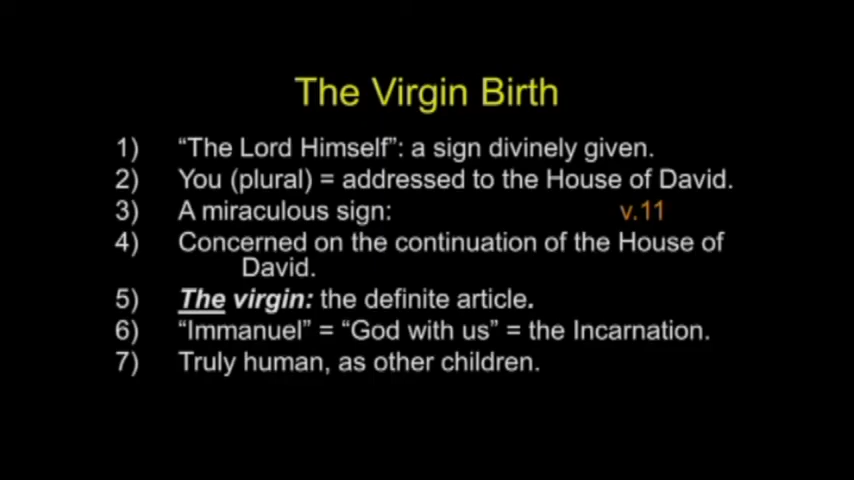 The Virgin Birth
1) “The Lord Himself”: a sign divinely given.
2) You (plural) = addressed to the House of David.
3) A miraculous sign: v.11
4) Concerned on the continuation of the House of
David.
5) The virgin: the definite article.
6) “Immanuel” = “God with us” = the Incarnation.
7) Truly human, as other children.